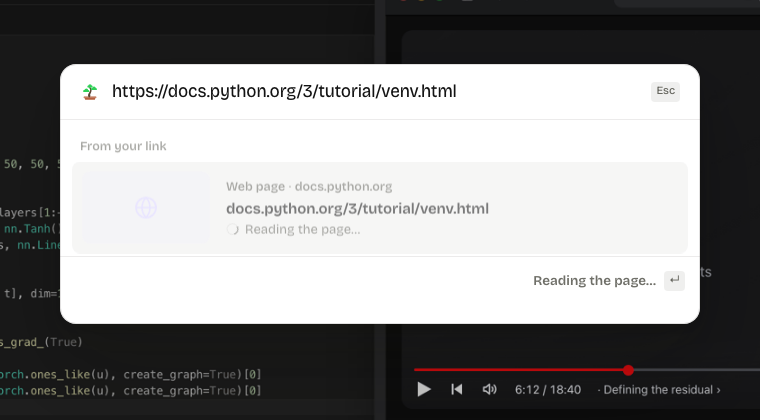 https://docs.python.org/3/tutorial/venv.html
Esc
From your link
Web page · docs.python.org
docs.python.org/3/tutorial/venv.html
Reading the page...
Reading the page...
50, 50,
layers[1:-
nn.Tanh()
s, nn.Line
t], dim=1
s_grad_(True)
orch.ones_like(u), create_graph=True)[0]
orch.ones_like(u), create_graph=True)[0]
ts
6:12 / 18:40 · Defining the residual ›